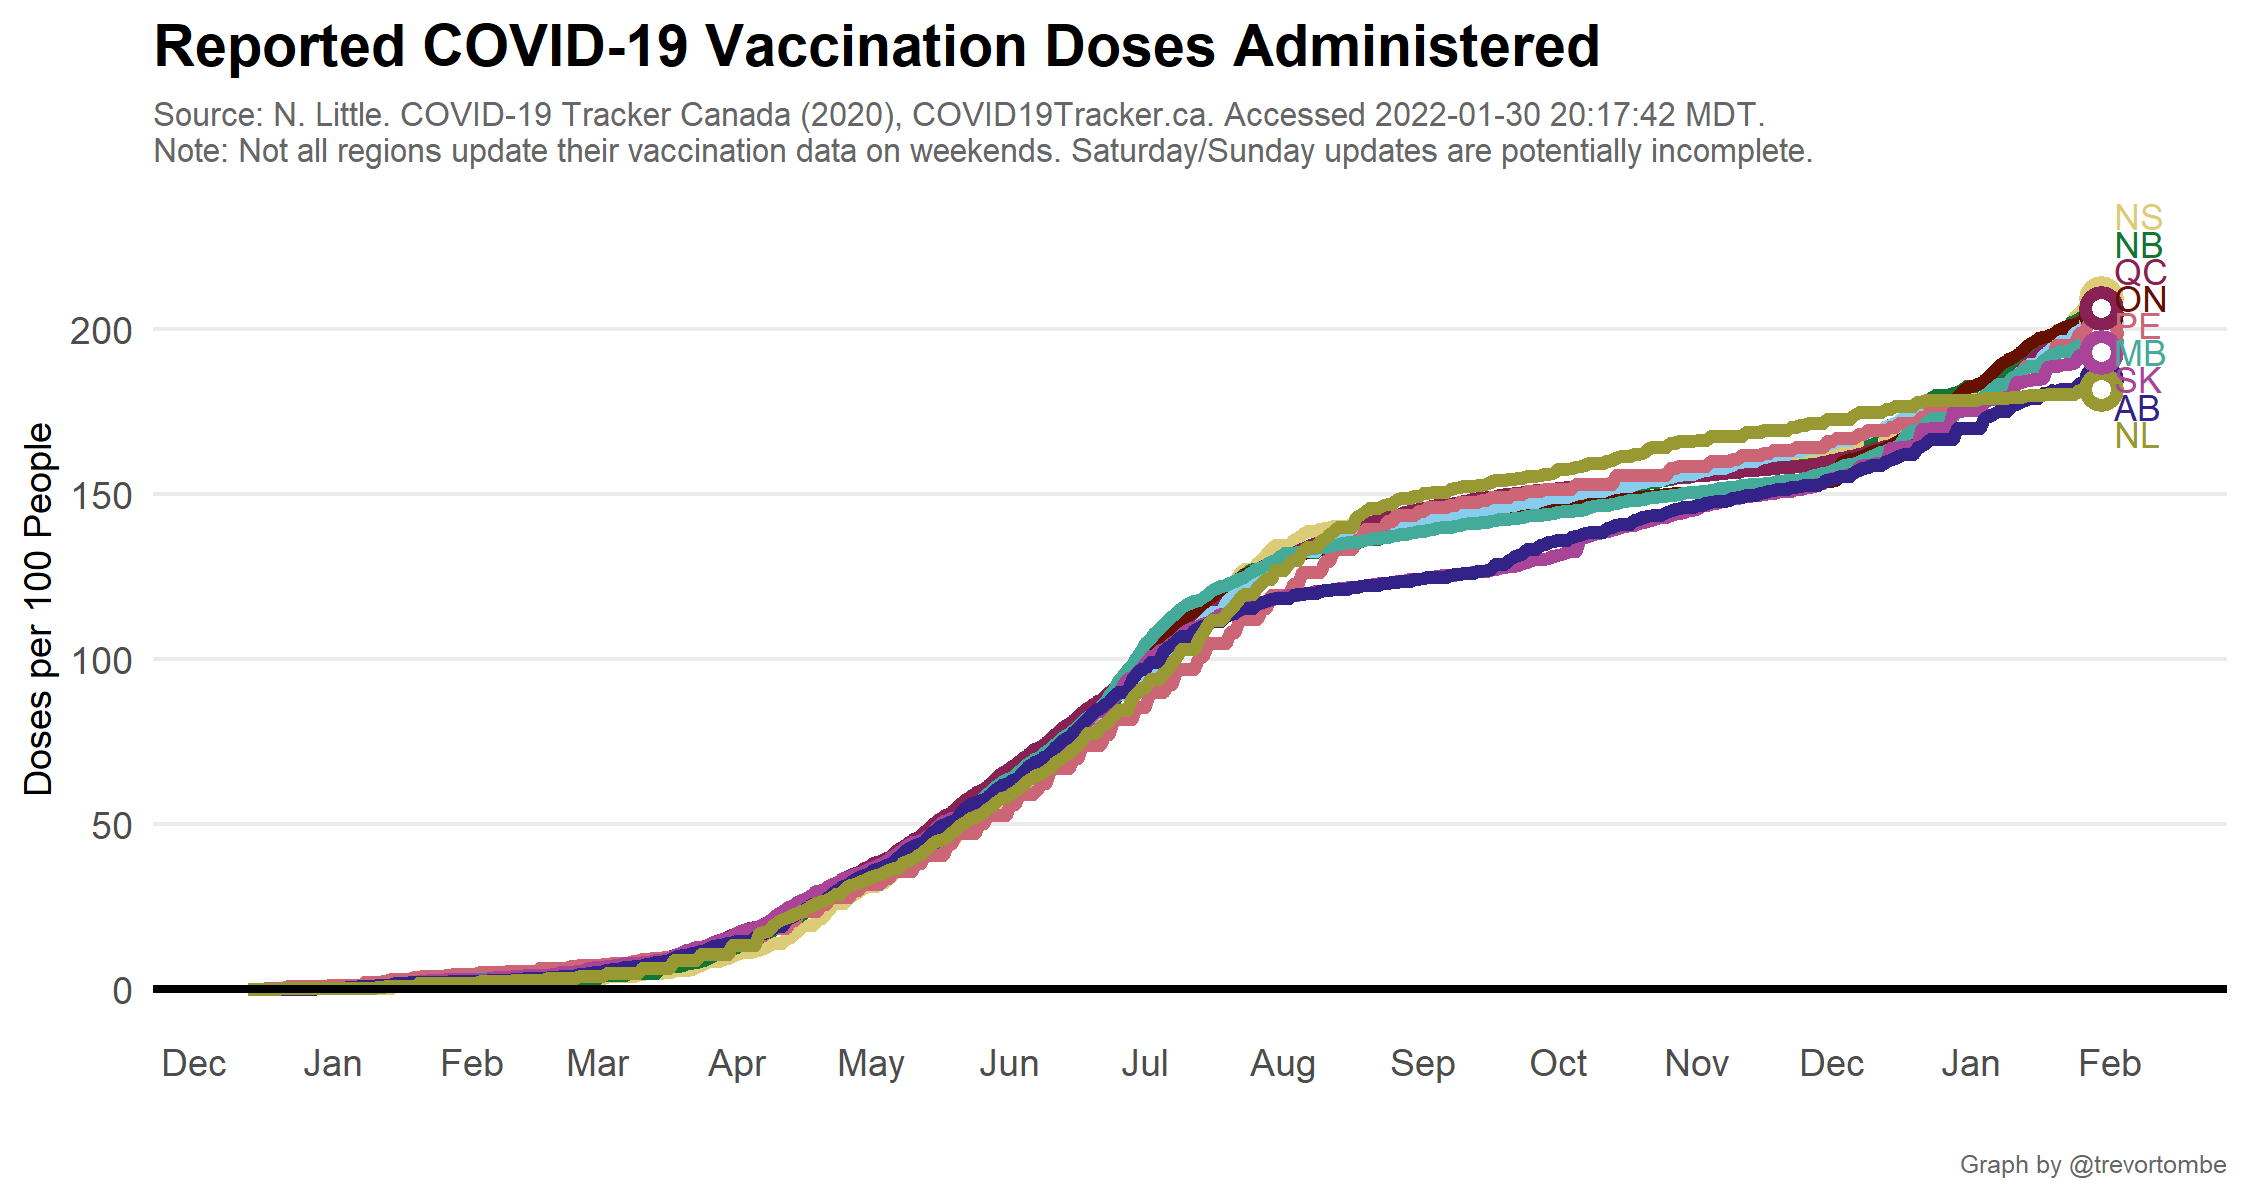 Reported COVID-19 Vaccination Doses Administered
Source: N. Little. COVID-19 Tracker Canada (2020), COVID19Tracker.ca. Accessed 2022-01-30 20:17:42 MDT.
Note: Not all regions update their vaccination data on weekends. Saturday/Sunday updates are potentially incomplete.
Doses per 100 People
200
150
100
50
0
NS
NB
QC
ON
PE
MB
SK
AB
NL
Dec Jan Feb Mar Apr May Jun Jul Aug Sep Oct Nov Dec Jan Feb
Graph by @trevortombe